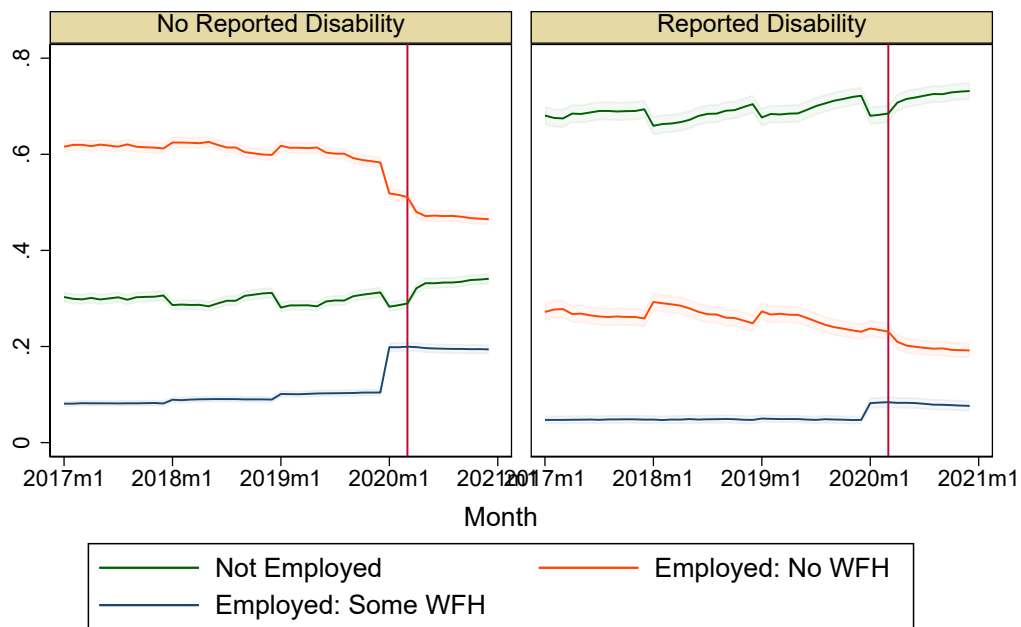 No Reported Disability
Reported Disability
.8
.6
.4
.2
0
2017m1 2018m1 2019m1 2020m1 2021m1
2017m1 2018m1 2019m1 2020m1 2021m1
Month
Not Employed
Employed: No WFH
Employed: Some WFH